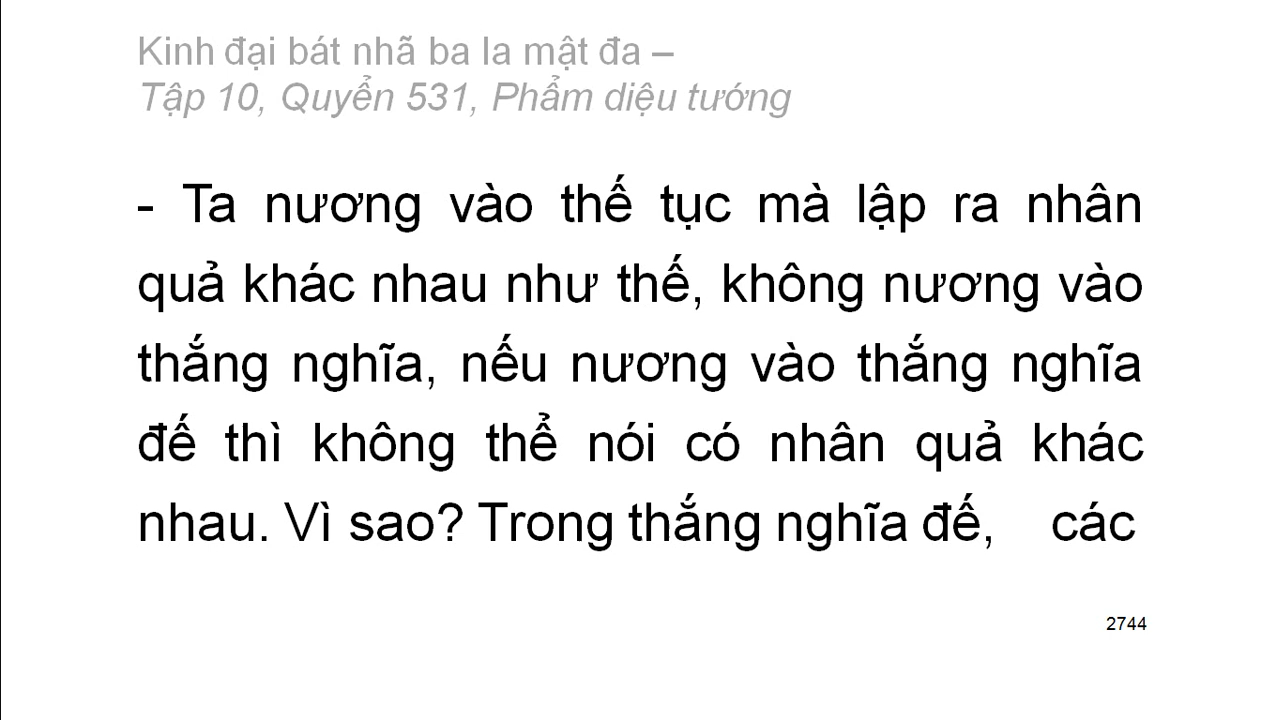 Kinh đại bát nhã ba la mật đa –
Tập 10, Quyển 531, Phẩm diệu tướng
- Ta nương vào thế tục mà lập ra nhân
quả khác nhau như thế, không nương vào
thắng nghĩa, nếu nương vào thắng nghĩa
đế thì không thể nói có nhân quả khác
nhau. Vì sao? Trong thắng nghĩa đế, các
2744